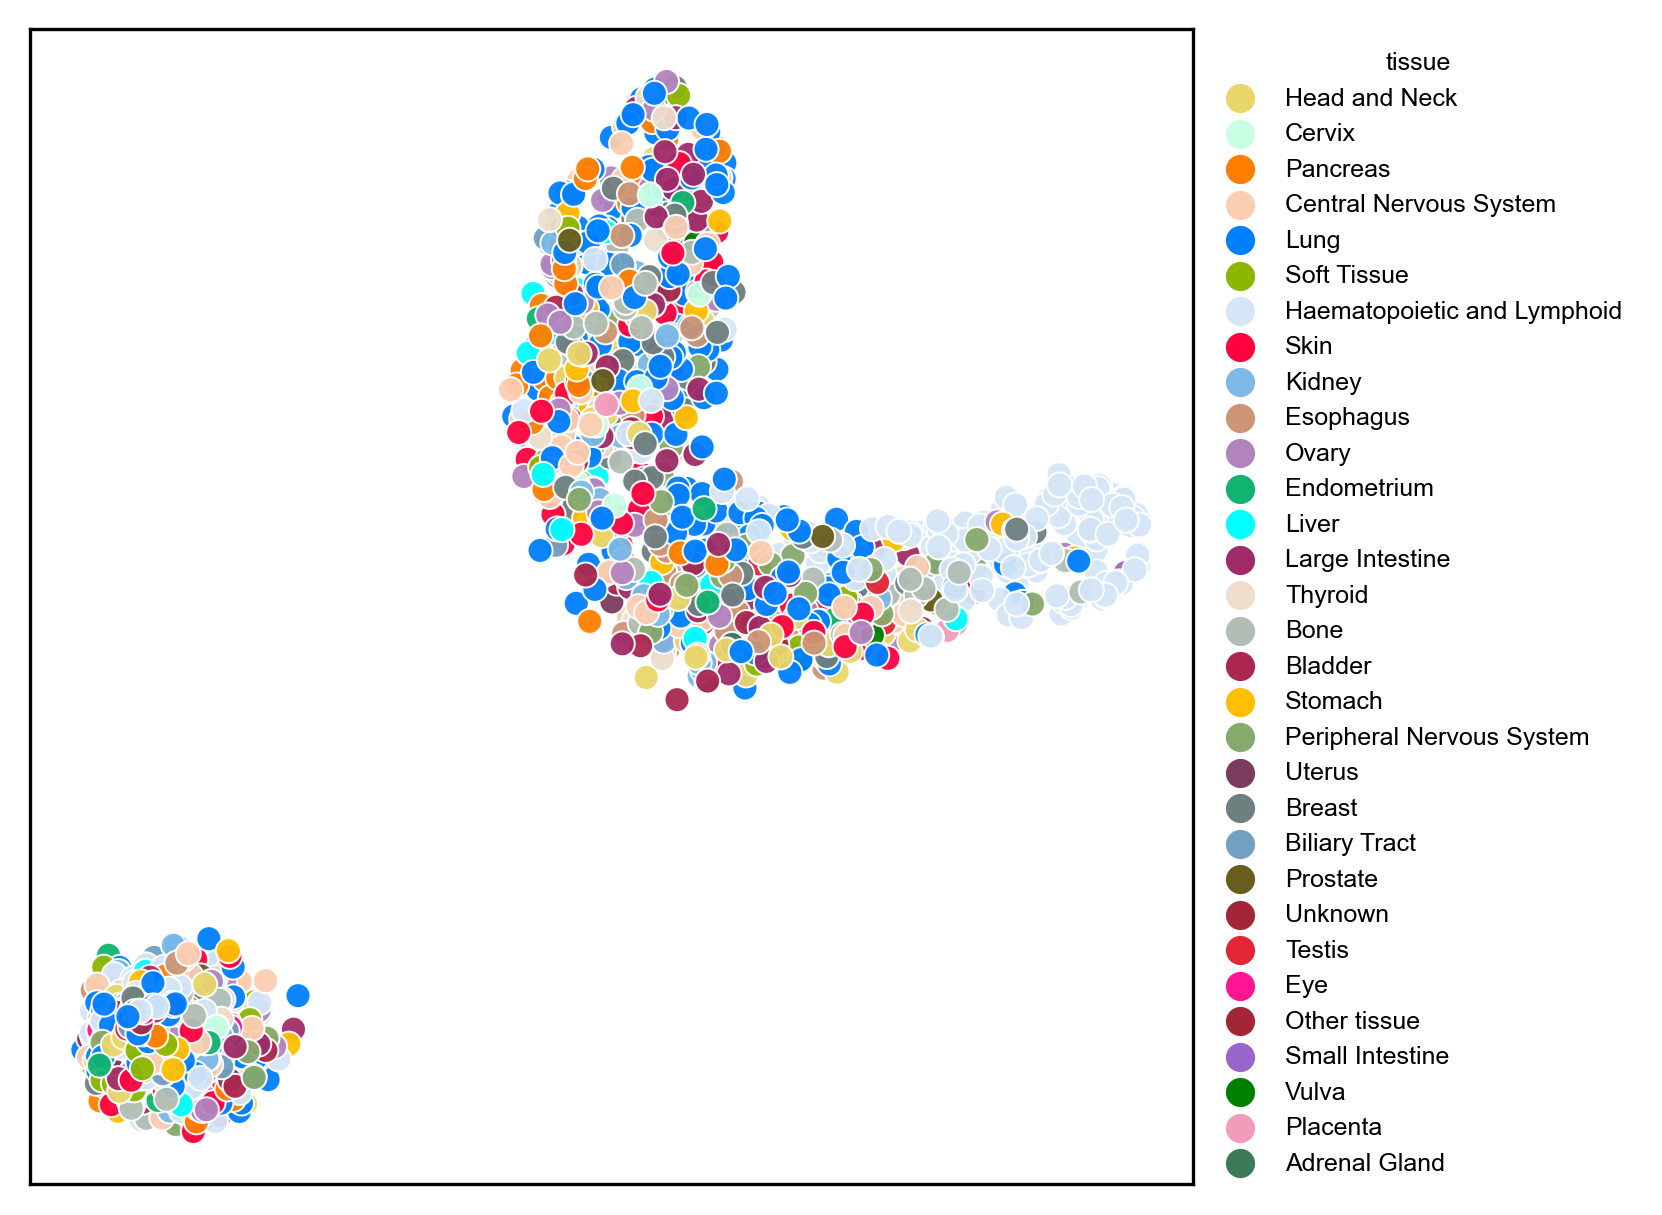 tissue
Head and Neck
Cervix
Pancreas
Central Nervous System
Lung
Soft Tissue
Haematopoietic and Lymphoid
Skin
Kidney
Esophagus
Ovary
Endometrium
Liver
Large Intestine
Thyroid
Bone
Bladder
Stomach
Peripheral Nervous System
Uterus
Breast
Biliary Tract
Prostate
Unknown
Testis
Eye
Other tissue
Small Intestine
Vulva
Placenta
Adrenal Gland